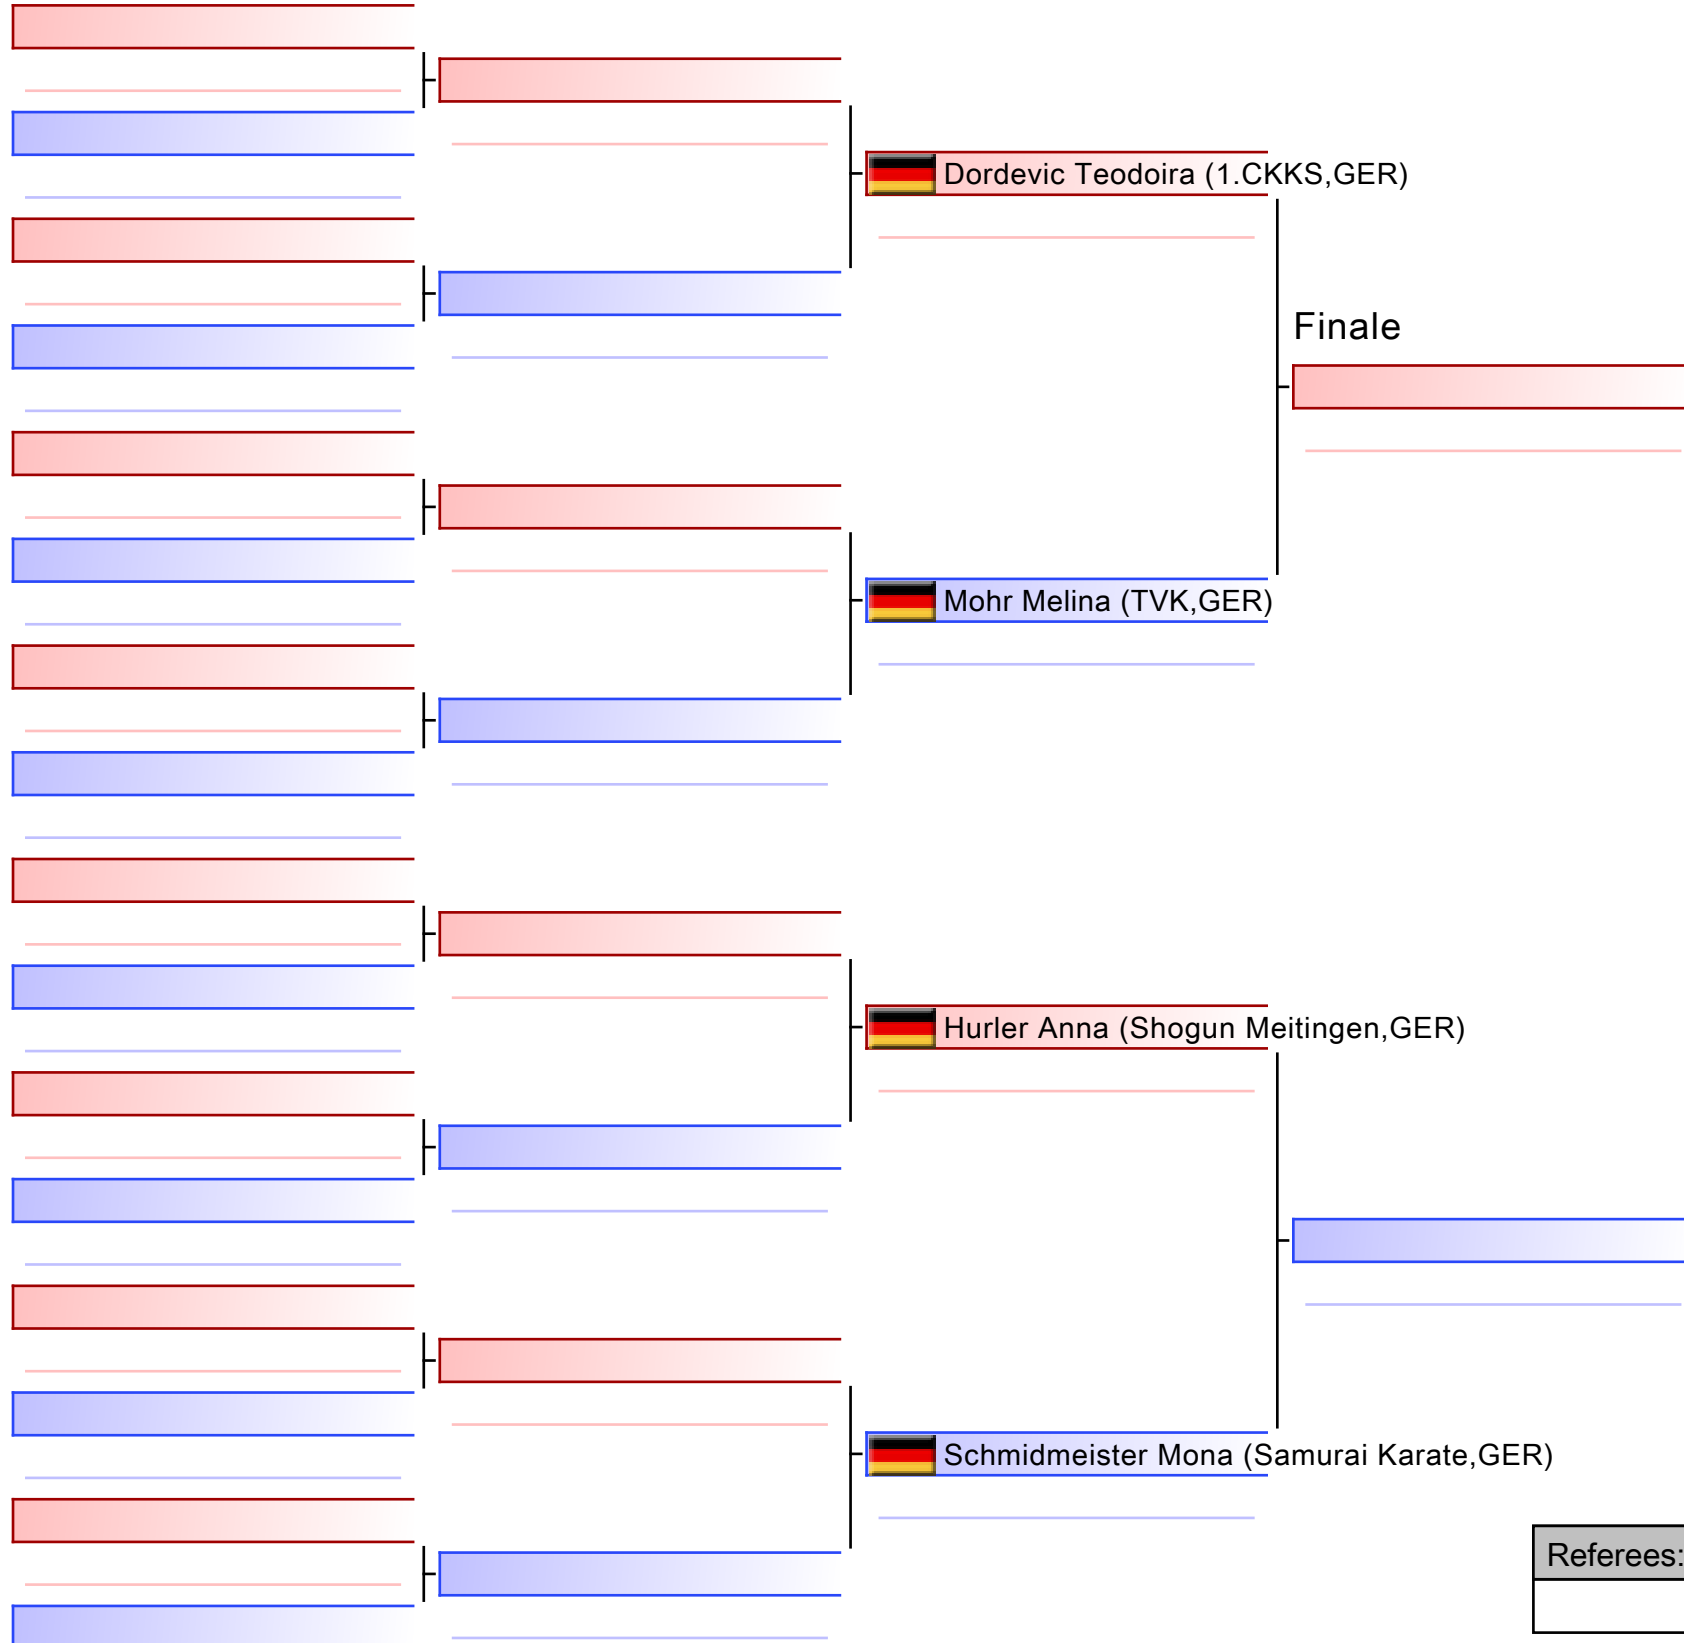 Dordevic Teodoira (1.CKKS,GER)
Finale
Mohr Melina (TVK,GER)
Hurler Anna (Shogun Meitingen,GER)
Schmidmeister Mona (Samurai Karate,GER)
Referees: